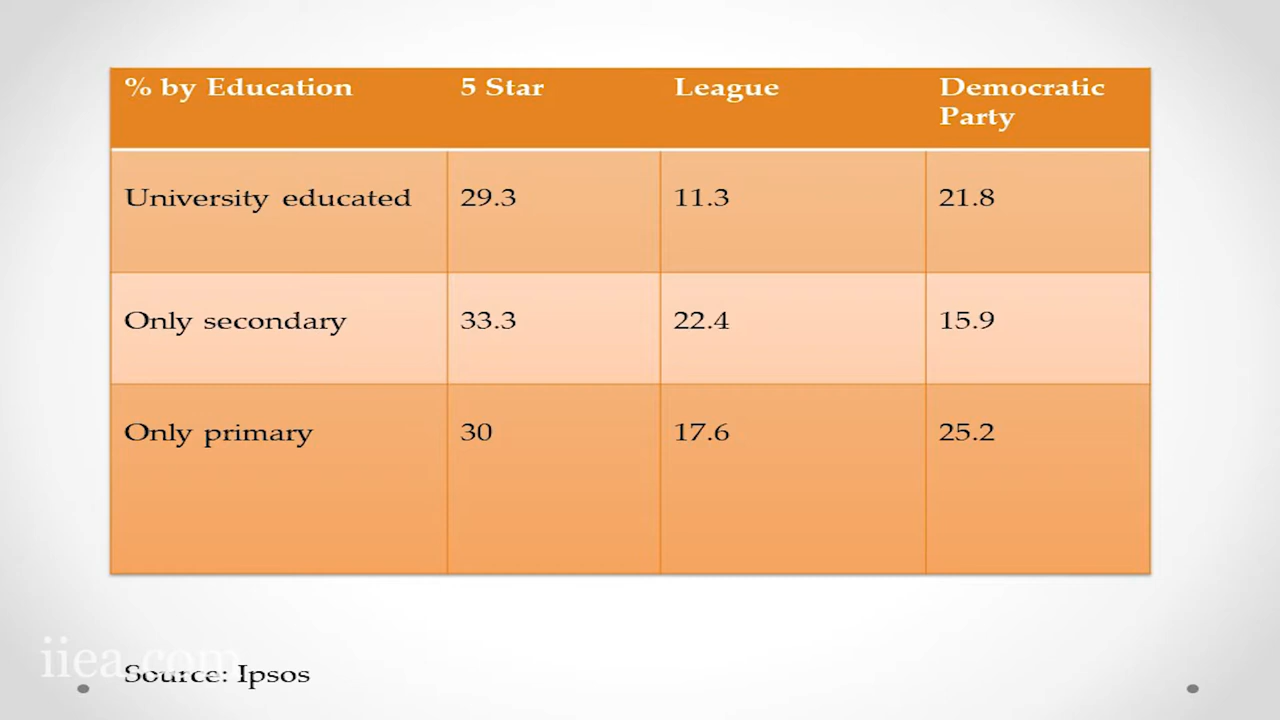 % by Education 5 Star League Democratic
Party
University educated 29.3 11.3 21.8
Only secondary 33.3 22.4 15.9
Only primary 30 17.6 25.2
iiea.com
Source: Ipsos